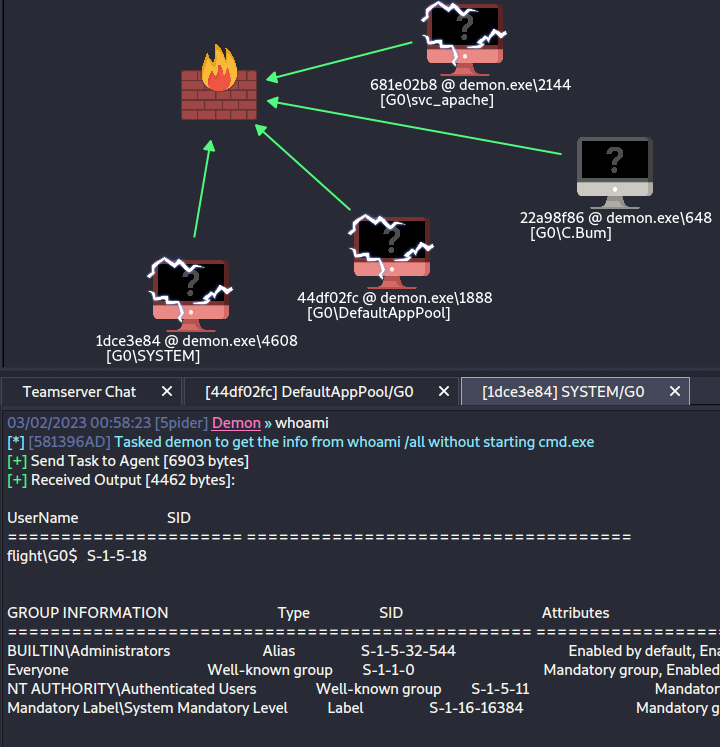 681e02b8 @ demon.exe\2144
[G0\svc_apache]
22a98f86 @ demon.exe\648
[G0\C.Bum]
44df02fc @ demon.exe\1888
[G0\DefaultAppPool]
1dce3e84 @ demon.exe\4608
[G0\SYSTEM]
Teamserver Chat ✕ [44df02fc] DefaultAppPool/G0 ✕ [1dce3e84] SYSTEM/G0 ✕
03/02/2023 00:58:23 [5pider] Demon » whoami
[*] [581396AD] Tasked demon to get the info from whoami /all without starting cmd.exe
[+] Send Task to Agent [6903 bytes]
[+] Received Output [4462 bytes]:
UserName SID
====================== ====================================
flight\G0$ S-1-5-18
GROUP INFORMATION Type SID Attributes
================================================= ==================
BUILTIN\Administrators Alias S-1-5-32-544 Enabled by default, Ena
Everyone Well-known group S-1-1-0 Mandatory group, Enabled
NT AUTHORITY\Authenticated Users Well-known group S-1-5-11 Mandator
Mandatory Label\System Mandatory Level Label S-1-16-16384 Mandatory g